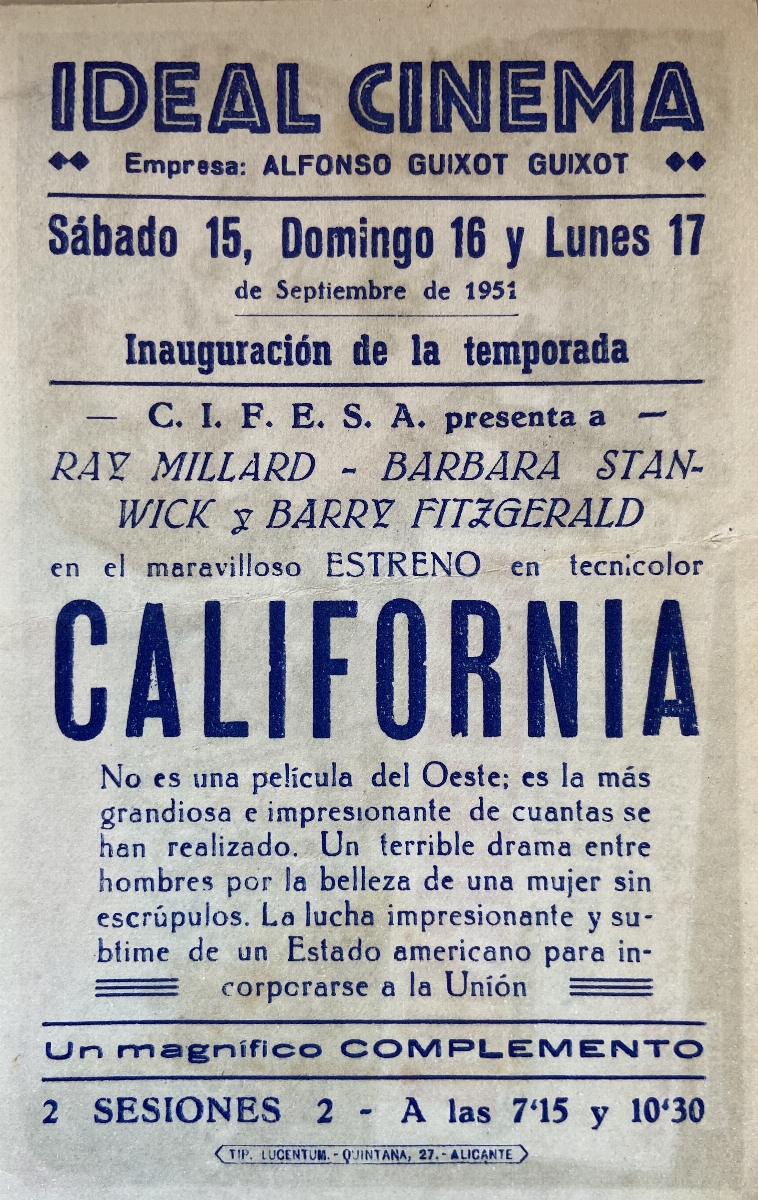 IDEAL CINEMA
Empresa: ALFONSO GUIXOT GUIXOT
Sábado 15, Domingo 16 y Lunes 17
de Septiembre de 1951
Inauguración de la temporada
— C. I. F. E. S. A. presenta a —
RAY MILLARD - BARBARA STAN-
WICK y BARRY FITZGERALD
en el maravilloso ESTRENO en tecnicolor
CALIFORNIA
No es una película del Oeste; es la más
grandiosa e impresionante de cuantas se
han realizado. Un terrible drama entre
hombres por la belleza de una mujer sin
escrúpulos. La lucha impresionante y su-
btime de un Estado americano para in-
corporarse a la Unión
Un magnífico COMPLEMENTO
2 SESIONES 2 - A las 7'15 y 10'30
TIP. LUCENTUM.- QUINTANA, 27.- ALICANTE